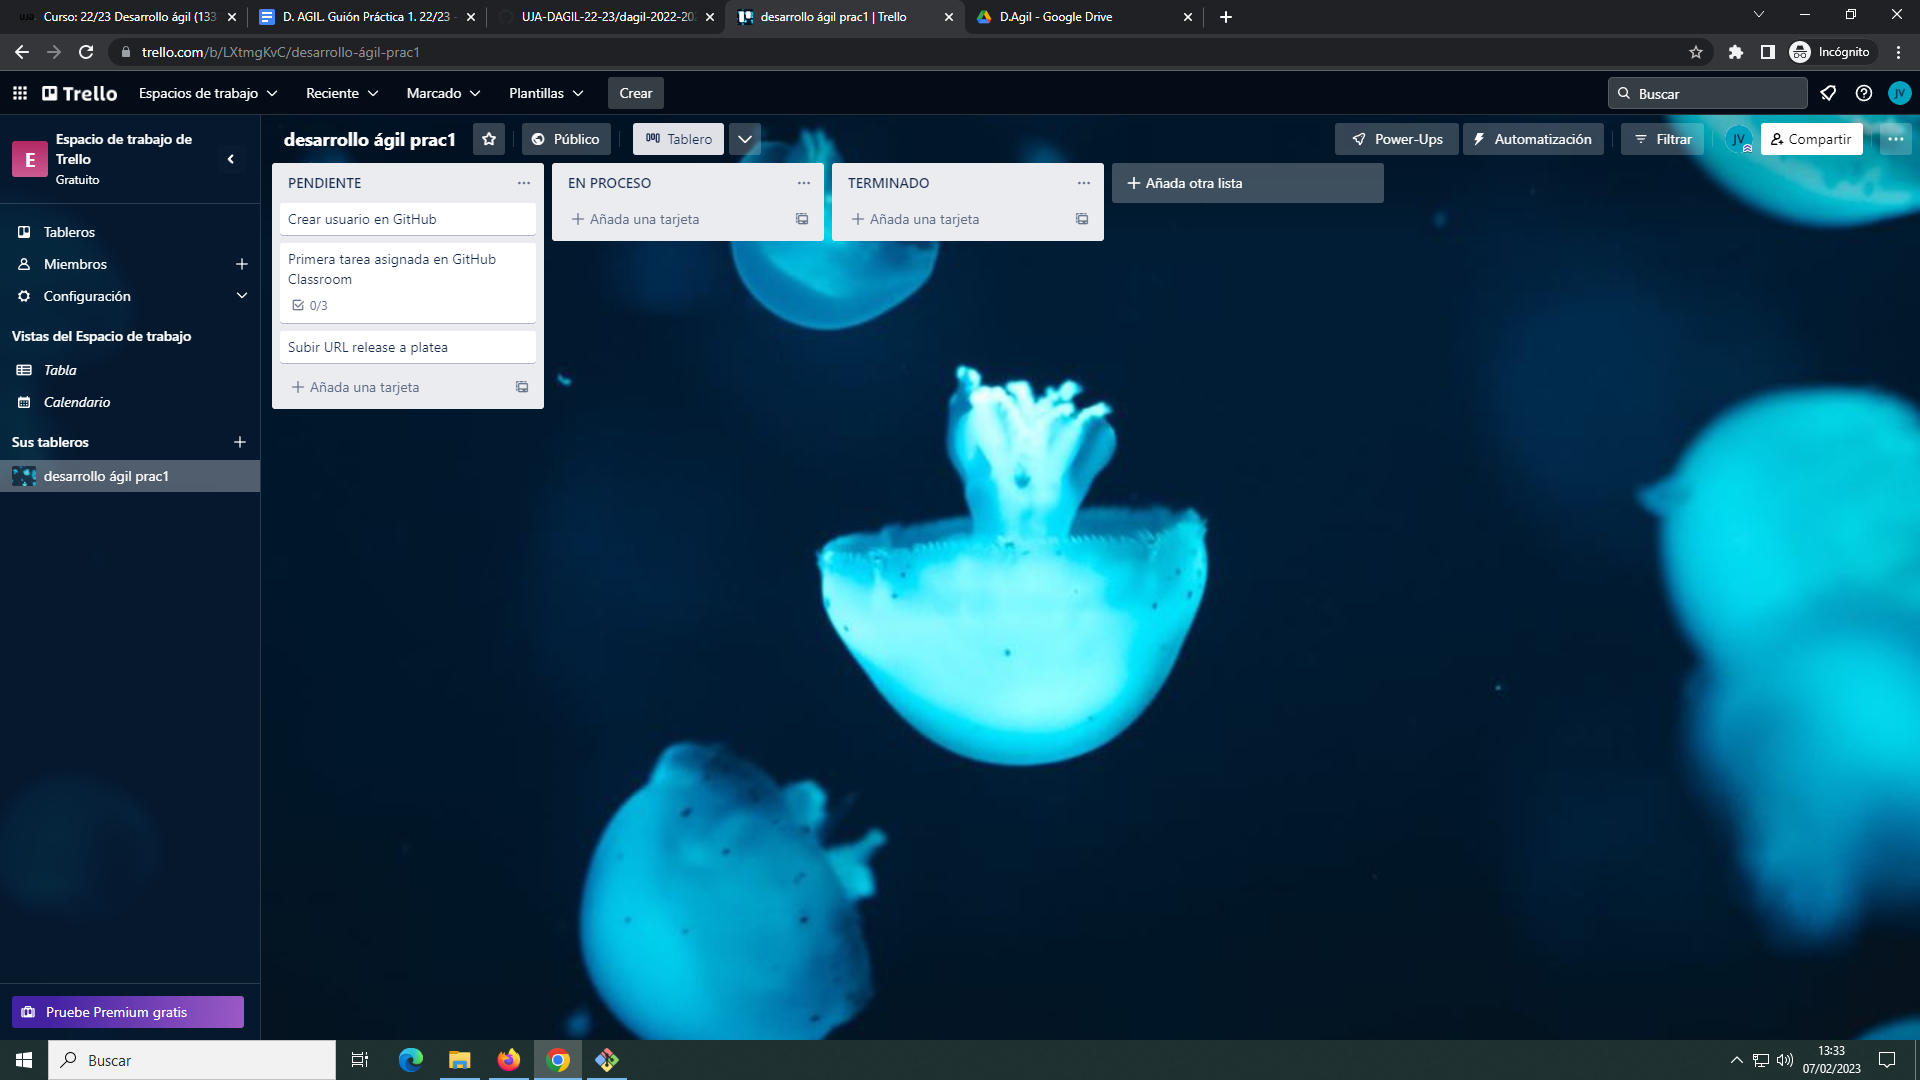 Curso: 22/23 Desarrollo ágil (133
D. AGIL. Guión Práctica 1. 22/23 -
UJA-DAGIL-22-23/dagil-2022-202
desarrollo ágil prac1 | Trello
D.Agil - Google Drive
trello.com/b/LXtmgKvC/desarrollo-ágil-prac1
Incógnito
Trello
Espacios de trabajo
Reciente
Marcado
Plantillas
Crear
Buscar
JV
E
Espacio de trabajo de
Trello
Gratuito
desarrollo ágil prac1
Público
Tablero
Power-Ups
Automatización
Filtrar
JV
Compartir
Tableros
Miembros
Configuración
Vistas del Espacio de trabajo
Tabla
Calendario
Sus tableros
desarrollo ágil prac1
PENDIENTE
Crear usuario en GitHub
Primera tarea asignada en GitHub
Classroom
0/3
Subir URL release a platea
Añada una tarjeta
EN PROCESO
Añada una tarjeta
TERMINADO
Añada una tarjeta
Añada otra lista
Pruebe Premium gratis
Buscar
13:33
07/02/2023